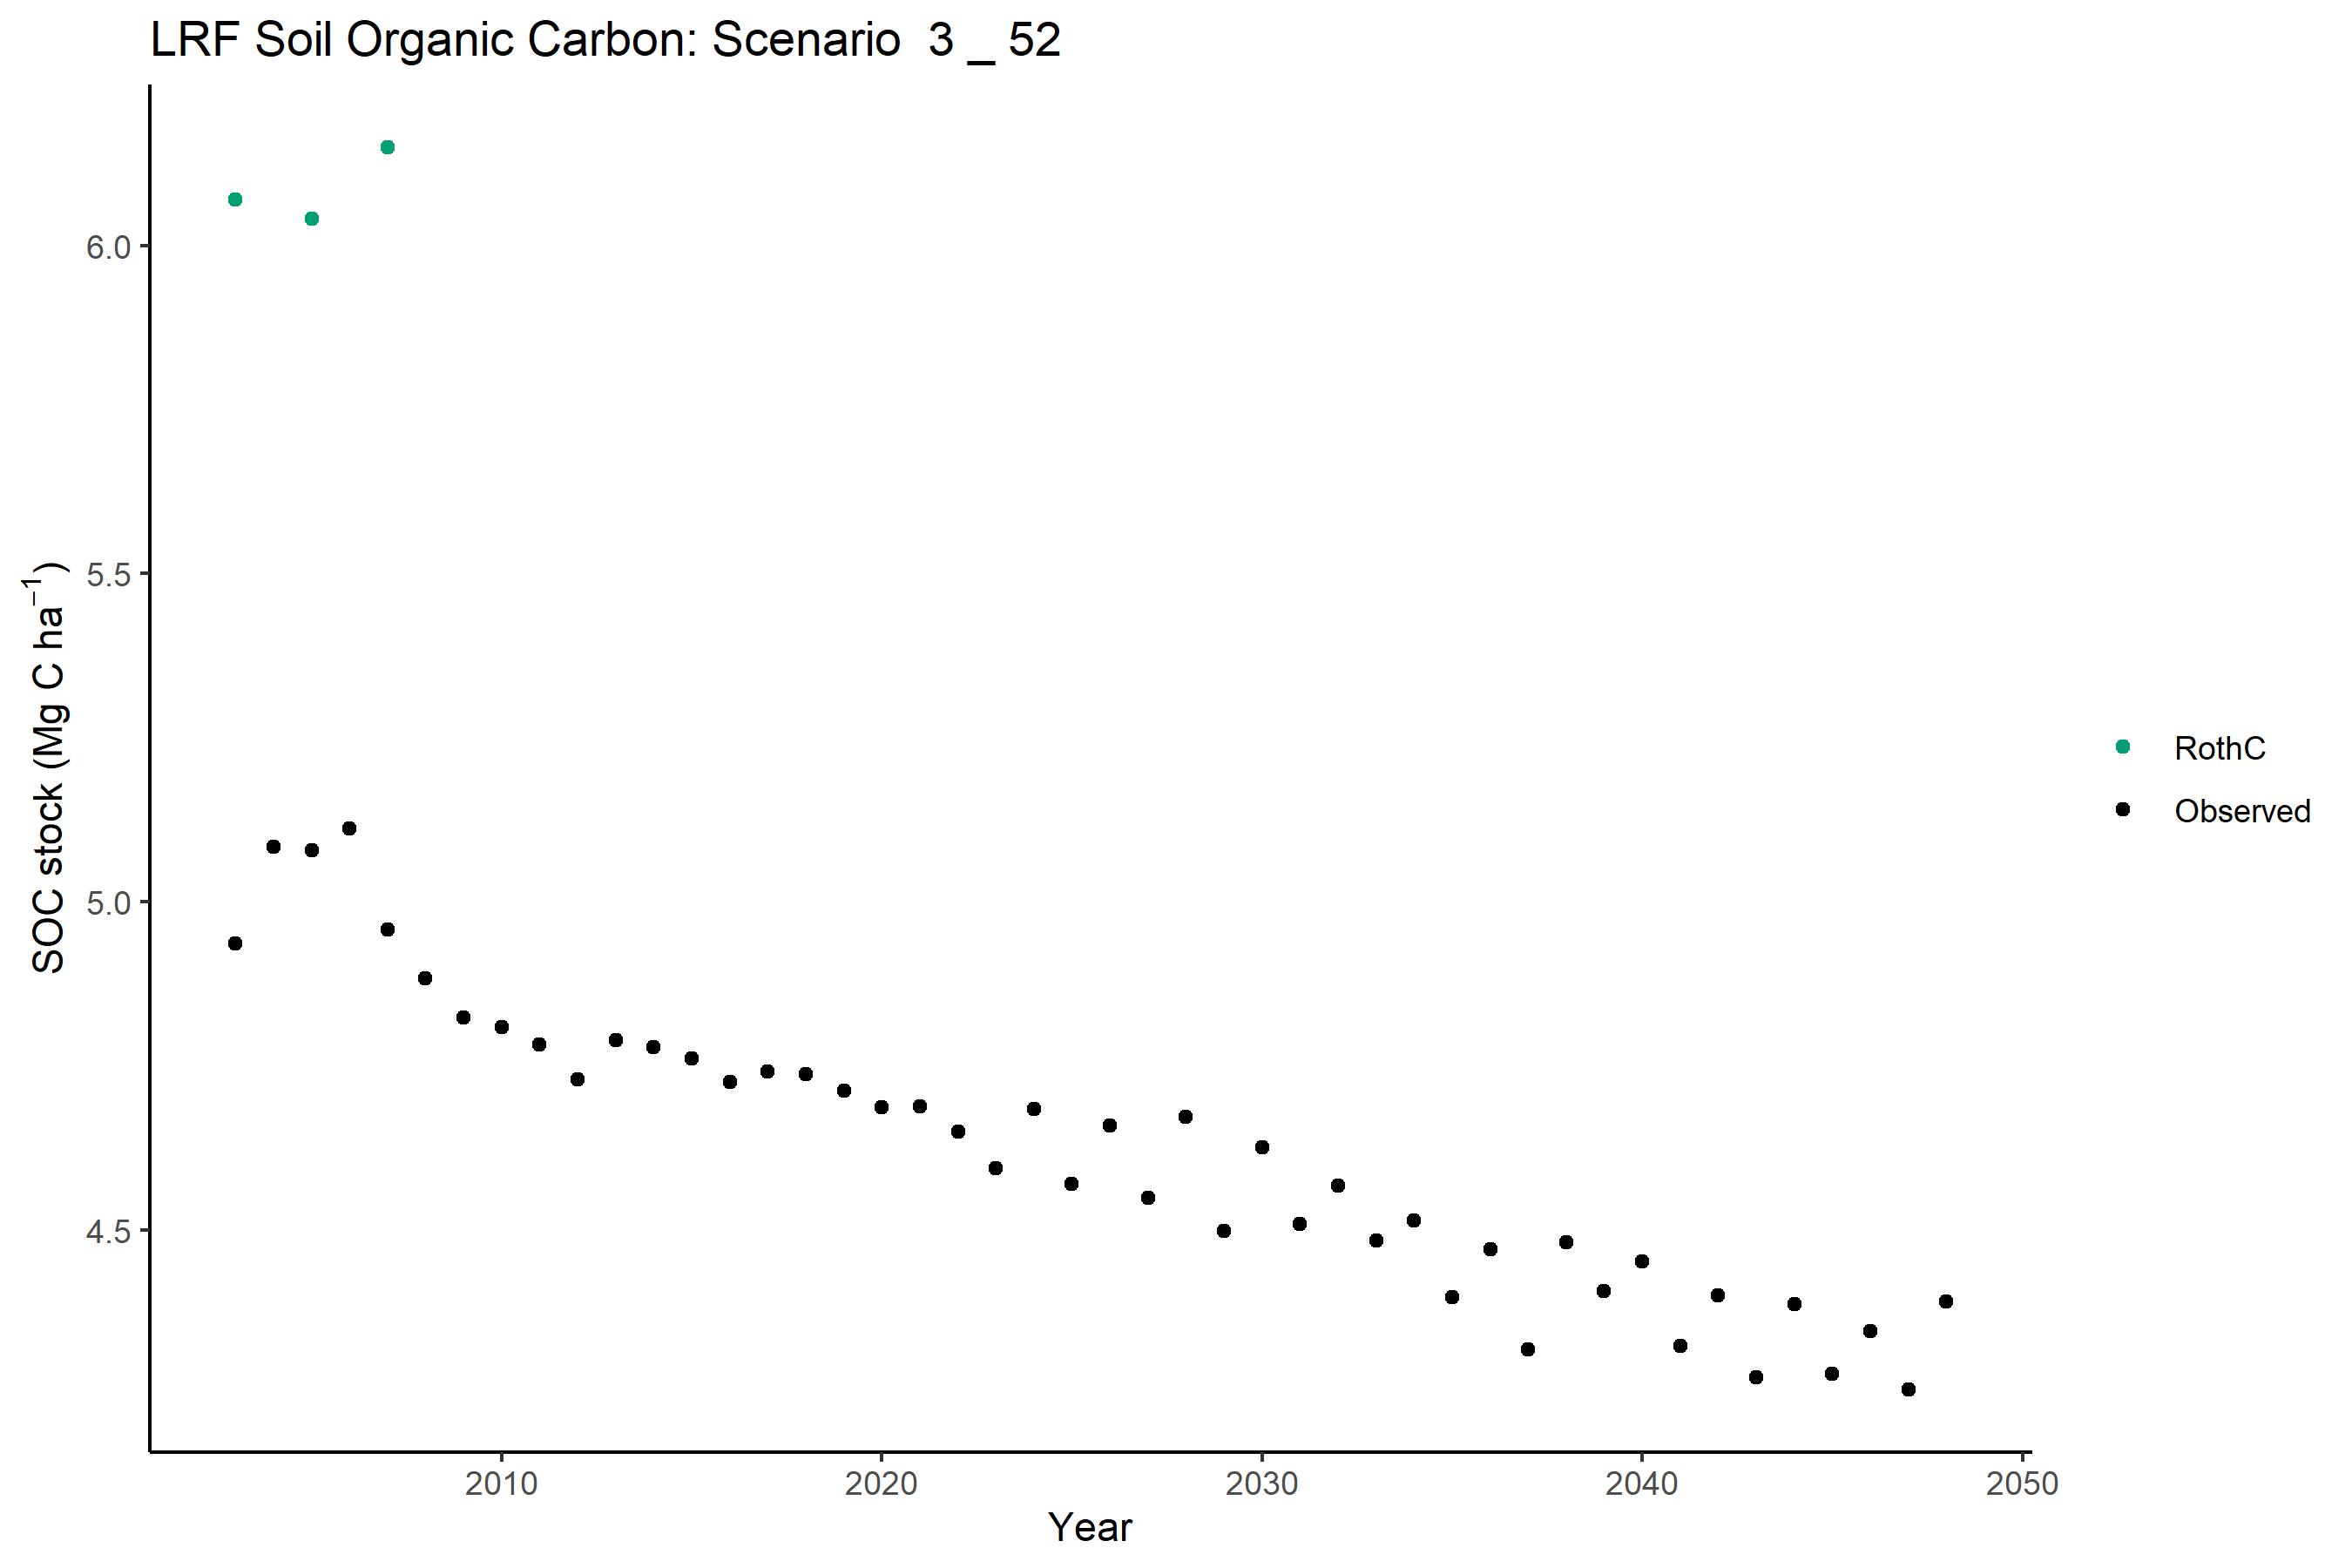 LRF Soil Organic Carbon: Scenario  3 _ 52
SOC stock (Mg C ha⁻¹)
6.0
5.5
5.0
4.5
2010
2020
2030
2040
2050
Year
RothC
Observed